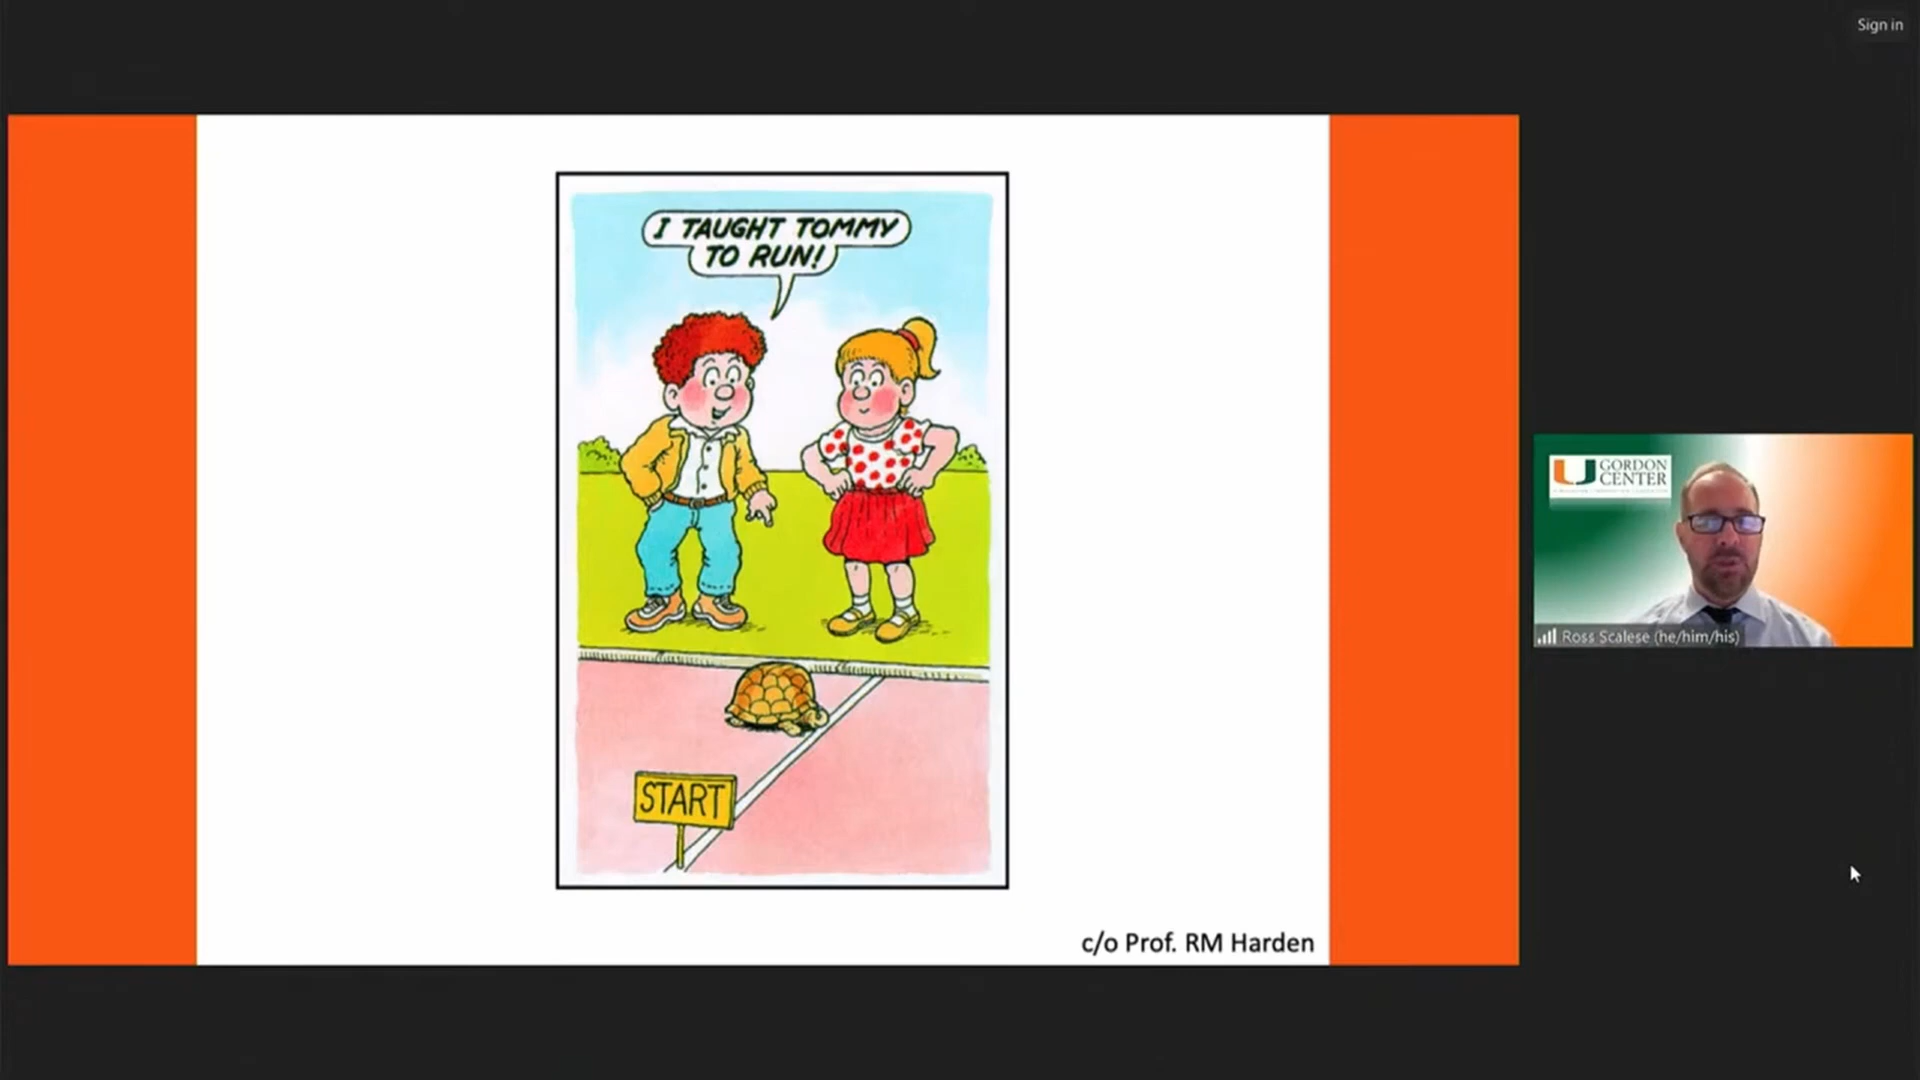 Sign in
I TAUGHT TOMMY
TO RUN!
START
c/o Prof. RM Harden
GORDON
CENTER
Ross Scalese (he/him/his)